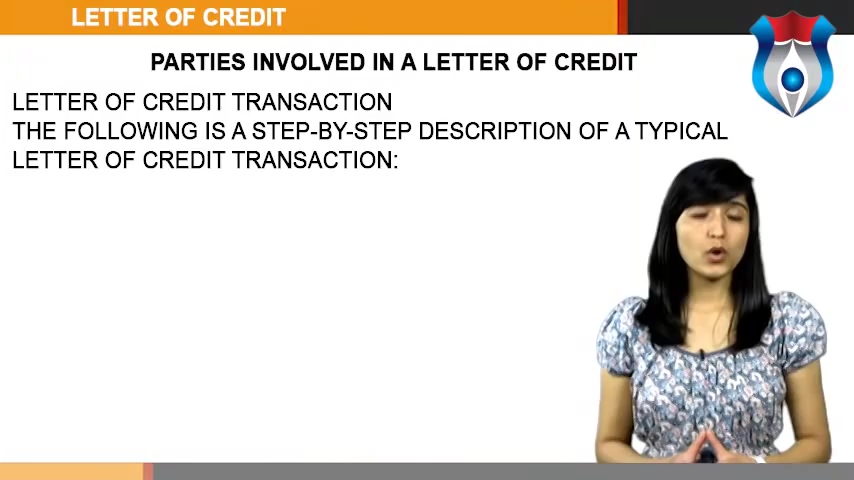 LETTER OF CREDIT
PARTIES INVOLVED IN A LETTER OF CREDIT
LETTER OF CREDIT TRANSACTION
THE FOLLOWING IS A STEP-BY-STEP DESCRIPTION OF A TYPICAL
LETTER OF CREDIT TRANSACTION: